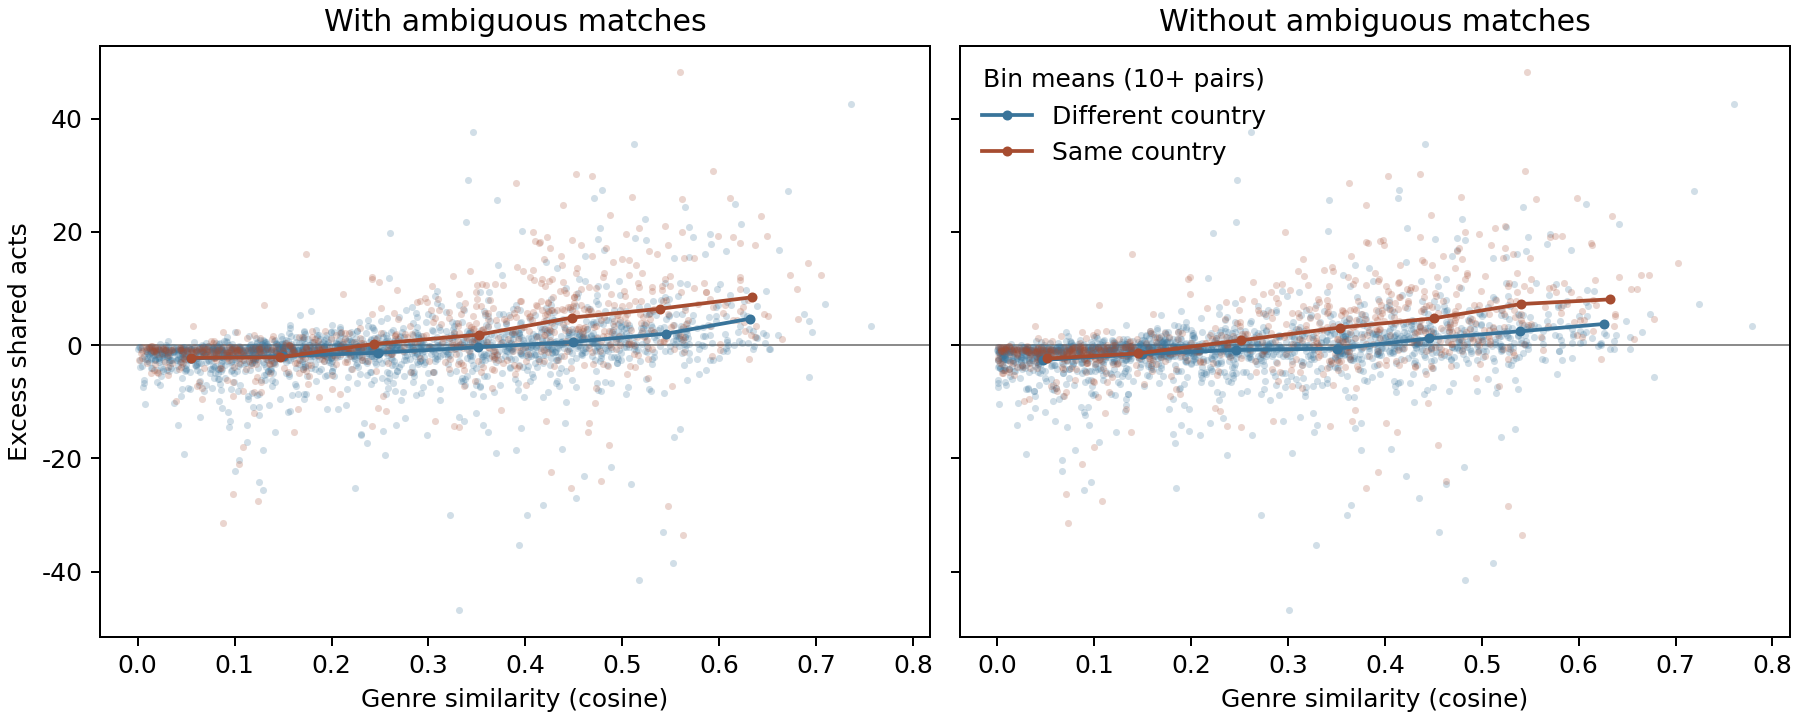 With ambiguous matches
Without ambiguous matches
Excess shared acts
40
20
0
-20
-40
Bin means (10+ pairs)
Different country
Same country
0.0 0.1 0.2 0.3 0.4 0.5 0.6 0.7 0.8
0.0 0.1 0.2 0.3 0.4 0.5 0.6 0.7 0.8
Genre similarity (cosine)
Genre similarity (cosine)